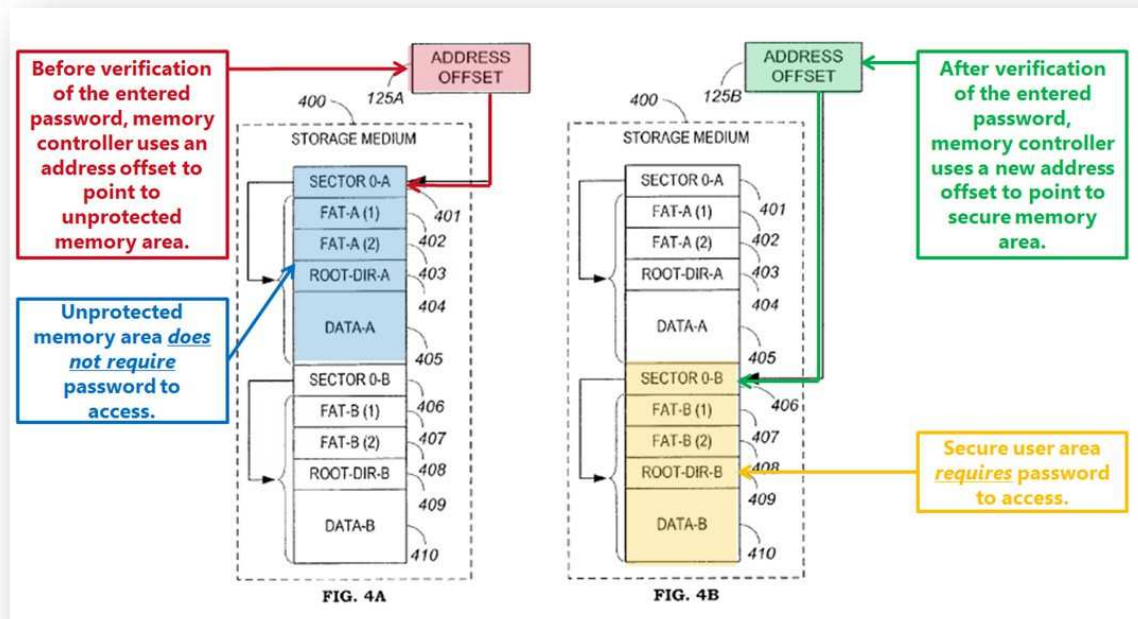 Before verification
of the entered
password, memory
controller uses an
address offset to
point to
unprotected
memory area.
Unprotected
memory area does
not require
password to
access.
ADDRESS
OFFSET
125A
400
STORAGE MEDIUM
SECTOR 0-A
401
FAT-A (1)
402
FAT-A (2)
403
ROOT-DIR-A
404
DATA-A
405
SECTOR 0-B
406
FAT-B (1)
407
FAT-B (2)
408
ROOT-DIR-B
409
DATA-B
410
FIG. 4A
ADDRESS
OFFSET
125B
400
STORAGE MEDIUM
SECTOR 0-A
401
FAT-A (1)
402
FAT-A (2)
403
ROOT-DIR-A
404
DATA-A
405
SECTOR 0-B
406
FAT-B (1)
407
FAT-B (2)
408
ROOT-DIR-B
409
DATA-B
410
FIG. 4B
After verification
of the entered
password,
memory controller
uses a new address
offset to point to
secure memory
area.
Secure user area
requires password
to access.